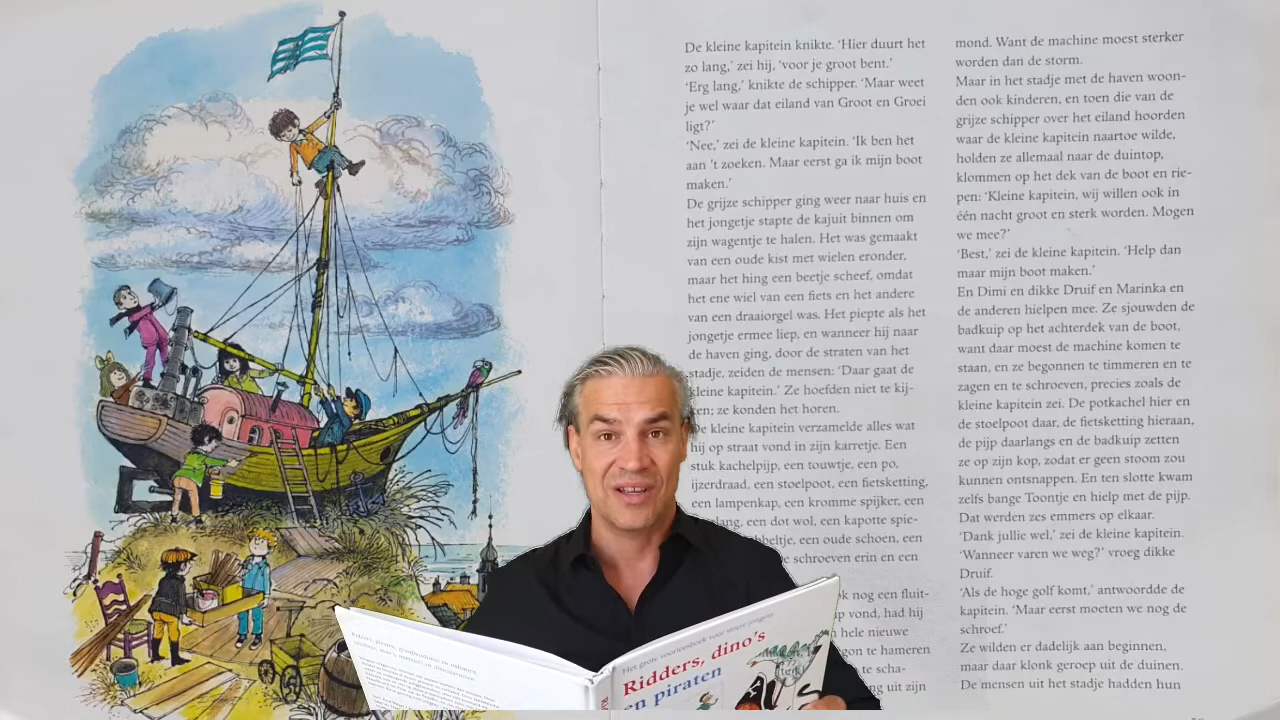 De kleine kapitein knikte. ‘Hier duurt het
zo lang,’ zei hij, ‘voor je groot bent.’
‘Erg lang,’ knikte de schipper. ‘Maar weet
je wel waar dat eiland van Groot en Groei
ligt?’
‘Nee,’ zei de kleine kapitein. ‘Ik ben het
aan ’t zoeken. Maar eerst ga ik mijn boot
maken.’
De grijze schipper ging weer naar huis en
het jongetje stapte de kajuit binnen om
zijn wagentje te halen. Het was gemaakt
van een oude kist met wielen eronder,
maar het hing een beetje scheef, omdat
het ene wiel van een fiets en het andere
van een draaiorgel was. Het piepte als het
jongetje ermee liep, en wanneer hij naar
de haven ging, door de straten van het
stadje, zeiden de mensen: ‘Daar gaat de
kleine kapitein.’ Ze hoefden niet te kij-
ken; ze konden het horen.
De kleine kapitein verzamelde alles wat
hij op straat vond in zijn karretje. Een
stuk kachelpijp, een touwtje, een po,
ijzerdraad, een stoelpoot, een fietsketting,
een lampenkap, een kromme spijker, een
een dot wol, een kapotte spie-
een oude schoen, een
schroeven erin en een
nog een fluit-
vond, had hij
hele nieuwe
hameren
uit zijn
mond. Want de machine moest sterker
worden dan de storm.
Maar in het stadje met de haven woon-
den ook kinderen, en toen die van de
grijze schipper over het eiland hoorden
waar de kleine kapitein naartoe wilde,
holden ze allemaal naar de duintop,
klommen op het dek van de boot en rie-
pen: ‘Kleine kapitein, wij willen ook in
één nacht groot en sterk worden. Mogen
we mee?’
‘Best,’ zei de kleine kapitein. ‘Help dan
maar mijn boot maken.’
En Dimi en dikke Druif en Marinka en
de anderen hielpen mee. Ze sjouwden de
badkuip op het achterdek van de boot,
want daar moest de machine komen te
staan, en ze begonnen te timmeren en te
zagen en te schroeven, precies zoals de
kleine kapitein zei. De potkachel hier en
de stoelpoot daar, de fietsketting hieraan,
de pijp daarlangs en de badkuip zetten
ze op zijn kop, zodat er geen stoom zou
kunnen ontsnappen. En ten slotte kwam
zelfs bange Toontje en hielp met de pijp.
Dat werden zes emmers op elkaar.
‘Dank jullie wel,’ zei de kleine kapitein.
‘Wanneer varen we weg?’ vroeg dikke
Druif.
‘Als de hoge golf komt,’ antwoordde de
kapitein. ‘Maar eerst moeten we nog de
schroef.’
Ze wilden er dadelijk aan beginnen,
maar daar klonk geroep in de
De mensen uit het stadje
Het grote voorleesboek voor stoere jongens
Ridders, dino’s
en piraten